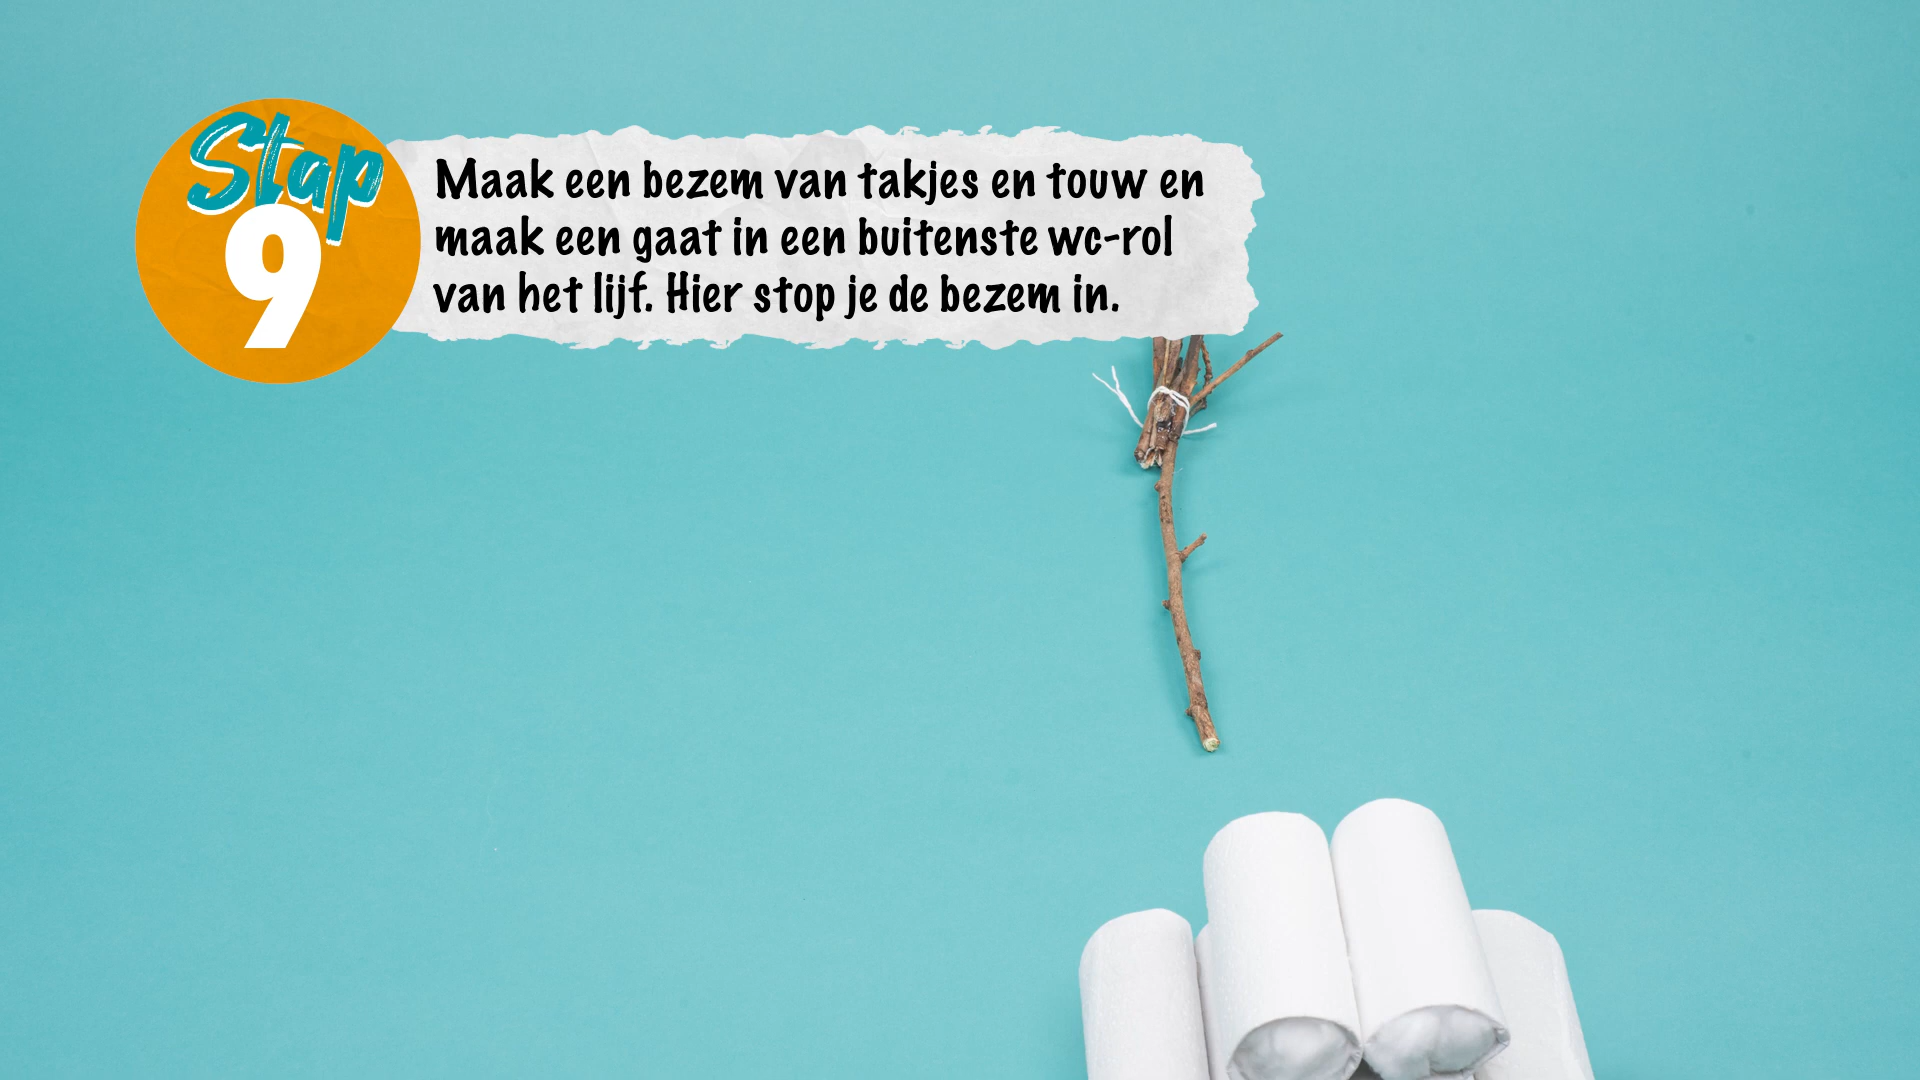 Stap
9
Maak een bezem van takjes en touw en
maak een gaat in een buitenste wc-rol
van het lijf. Hier stop je de bezem in.